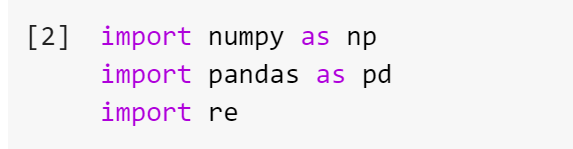 [2] import numpy as np
import pandas as pd
import re